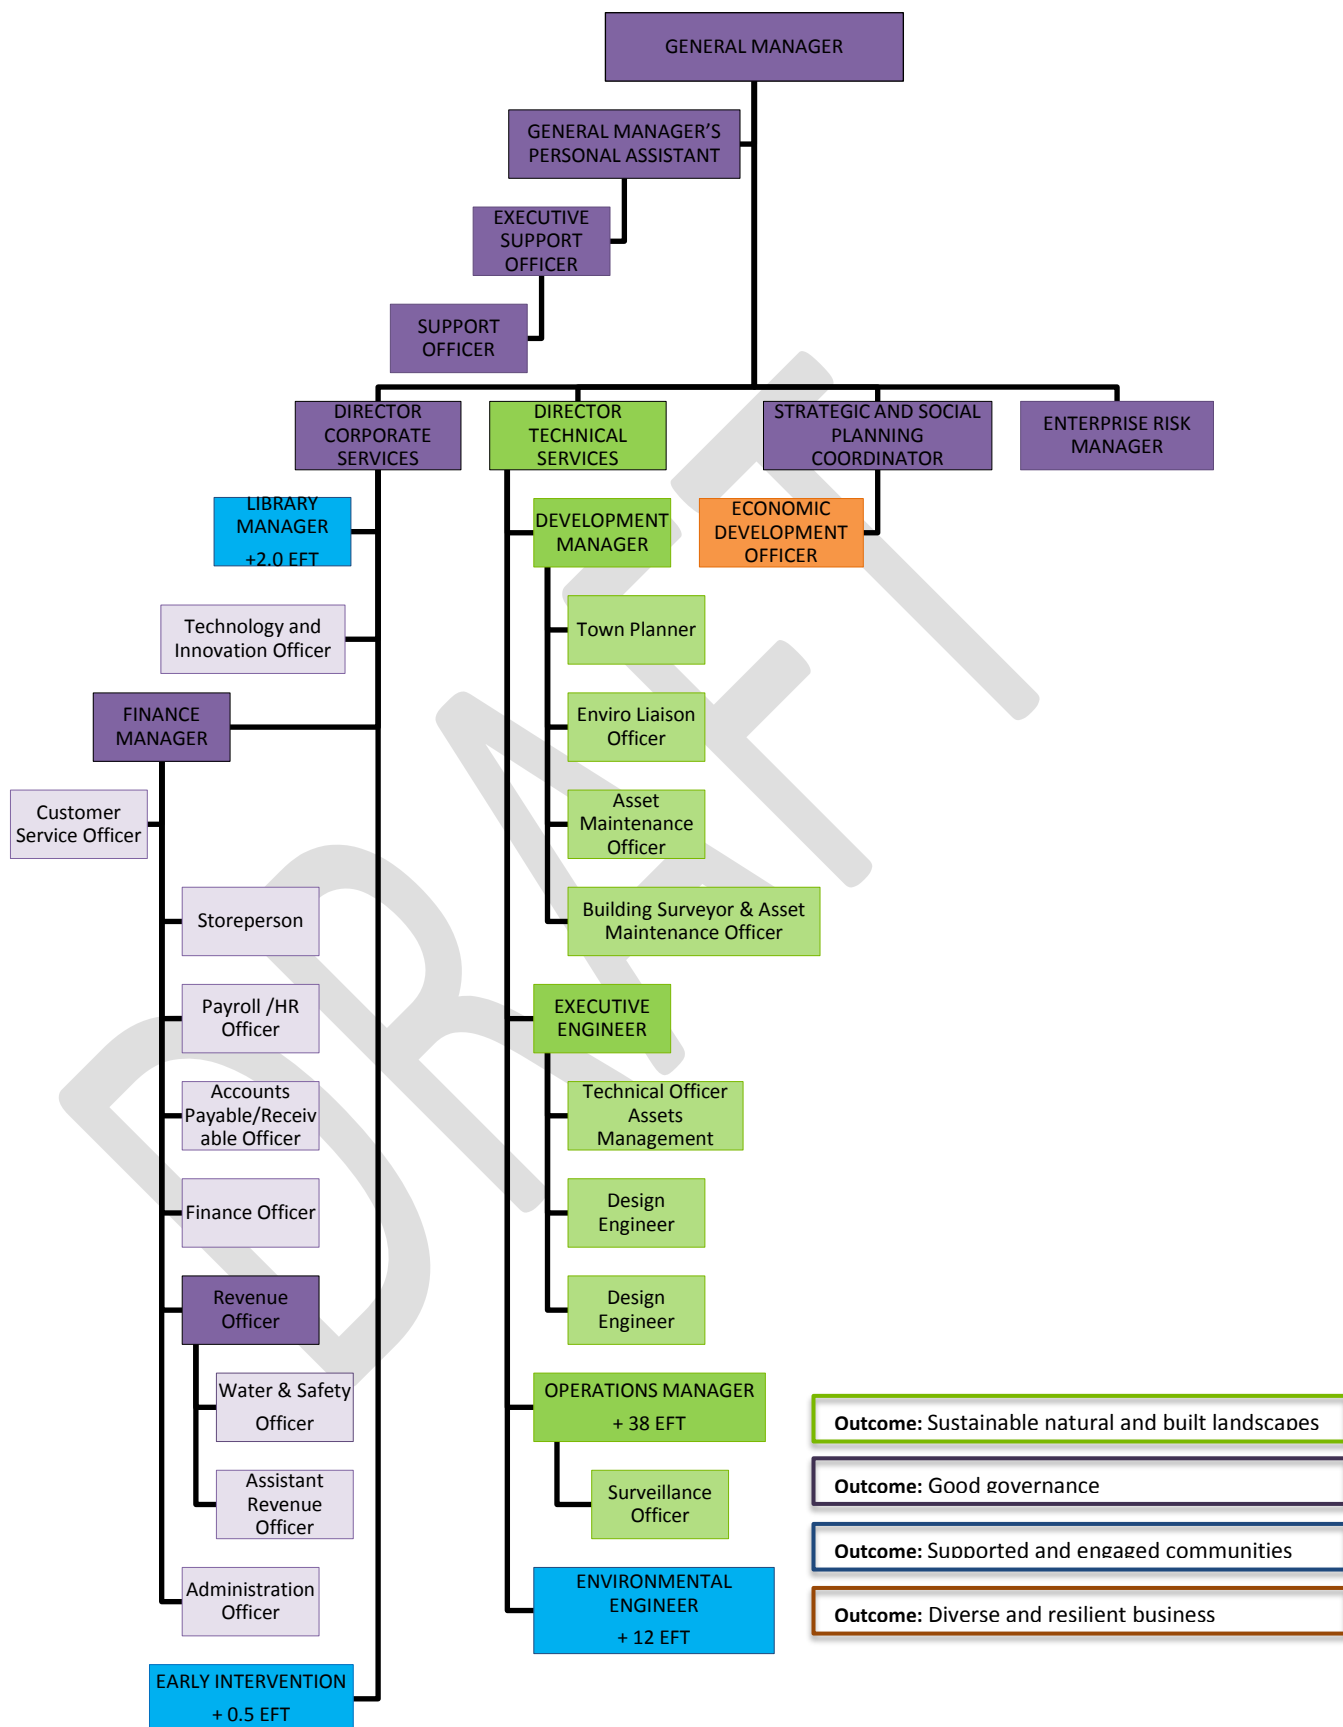 GENERAL MANAGER
GENERAL MANAGER'S
PERSONAL ASSISTANT
EXECUTIVE
SUPPORT
OFFICER
SUPPORT
OFFICER
DIRECTOR
CORPORATE
SERVICES
DIRECTOR
TECHNICAL
SERVICES
STRATEGIC AND SOCIAL
PLANNING
COORDINATOR
ENTERPRISE RISK
MANAGER
LIBRARY
MANAGER
+2.0 EFT
DEVELOPMENT
MANAGER
ECONOMIC
DEVELOPMENT
OFFICER
Technology and
Innovation Officer
Town Planner
FINANCE
MANAGER
Enviro Liaison
Officer
Customer
Service Officer
Asset
Maintenance
Officer
Storeperson
Building Surveyor & Asset
Maintenance Officer
Payroll /HR
Officer
EXECUTIVE
ENGINEER
Accounts
Payable/Receiv
able Officer
Technical Officer
Assets
Management
Finance Officer
Design
Engineer
Revenue
Officer
Design
Engineer
Water & Safety
Officer
OPERATIONS MANAGER
+ 38 EFT
Assistant
Revenue
Officer
Surveillance
Officer
Administration
Officer
ENVIRONMENTAL
ENGINEER
+ 12 EFT
EARLY INTERVENTION
+ 0.5 EFT
Outcome: Sustainable natural and built landscapes
Outcome: Good governance
Outcome: Supported and engaged communities
Outcome: Diverse and resilient business
DRAFT